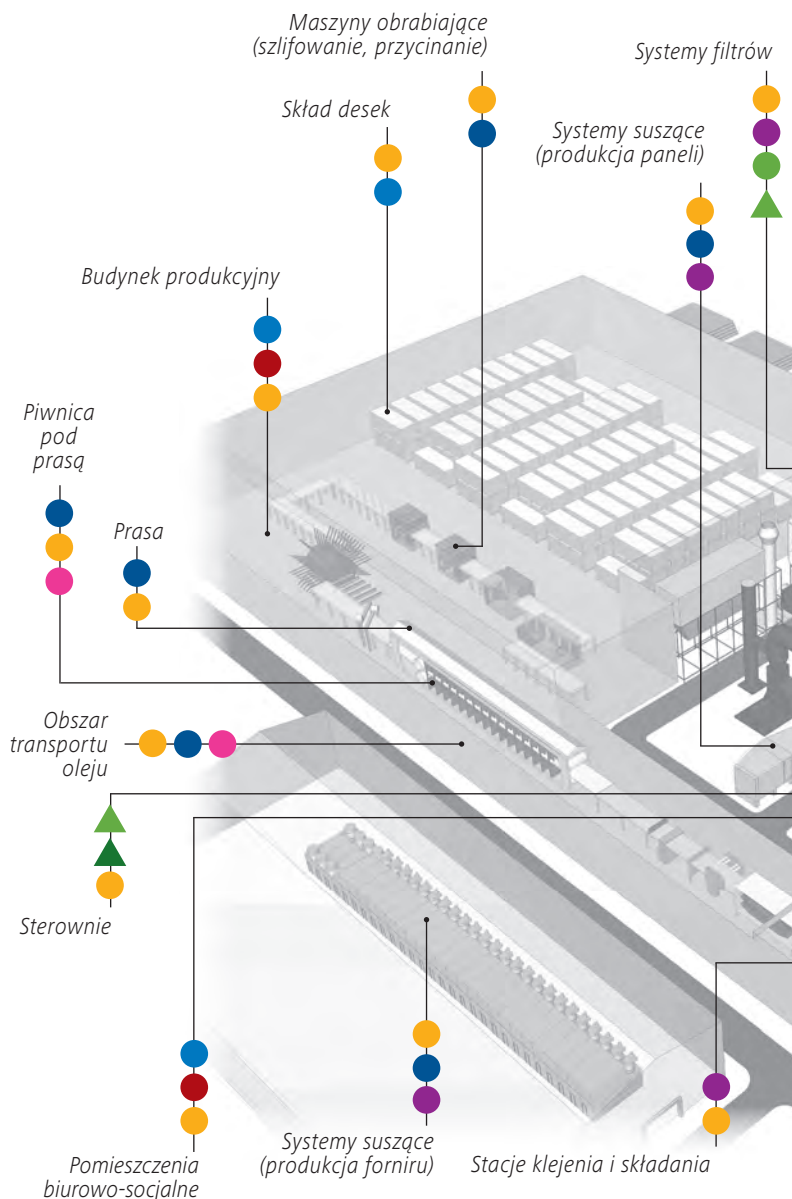 Maszyny obrabiające
(szlifowanie, przycinanie)
Systemy filtrów
Skład desek
Systemy suszące
(produkcja paneli)
Budynek produkcyjny
Piwnica
pod
prasą
Prasa
Obszar
transportu
oleju
Sterownie
Pomieszczenia
biurowo-socjalne
Systemy suszące
(produkcja forniru)
Stacje klejenia i składania